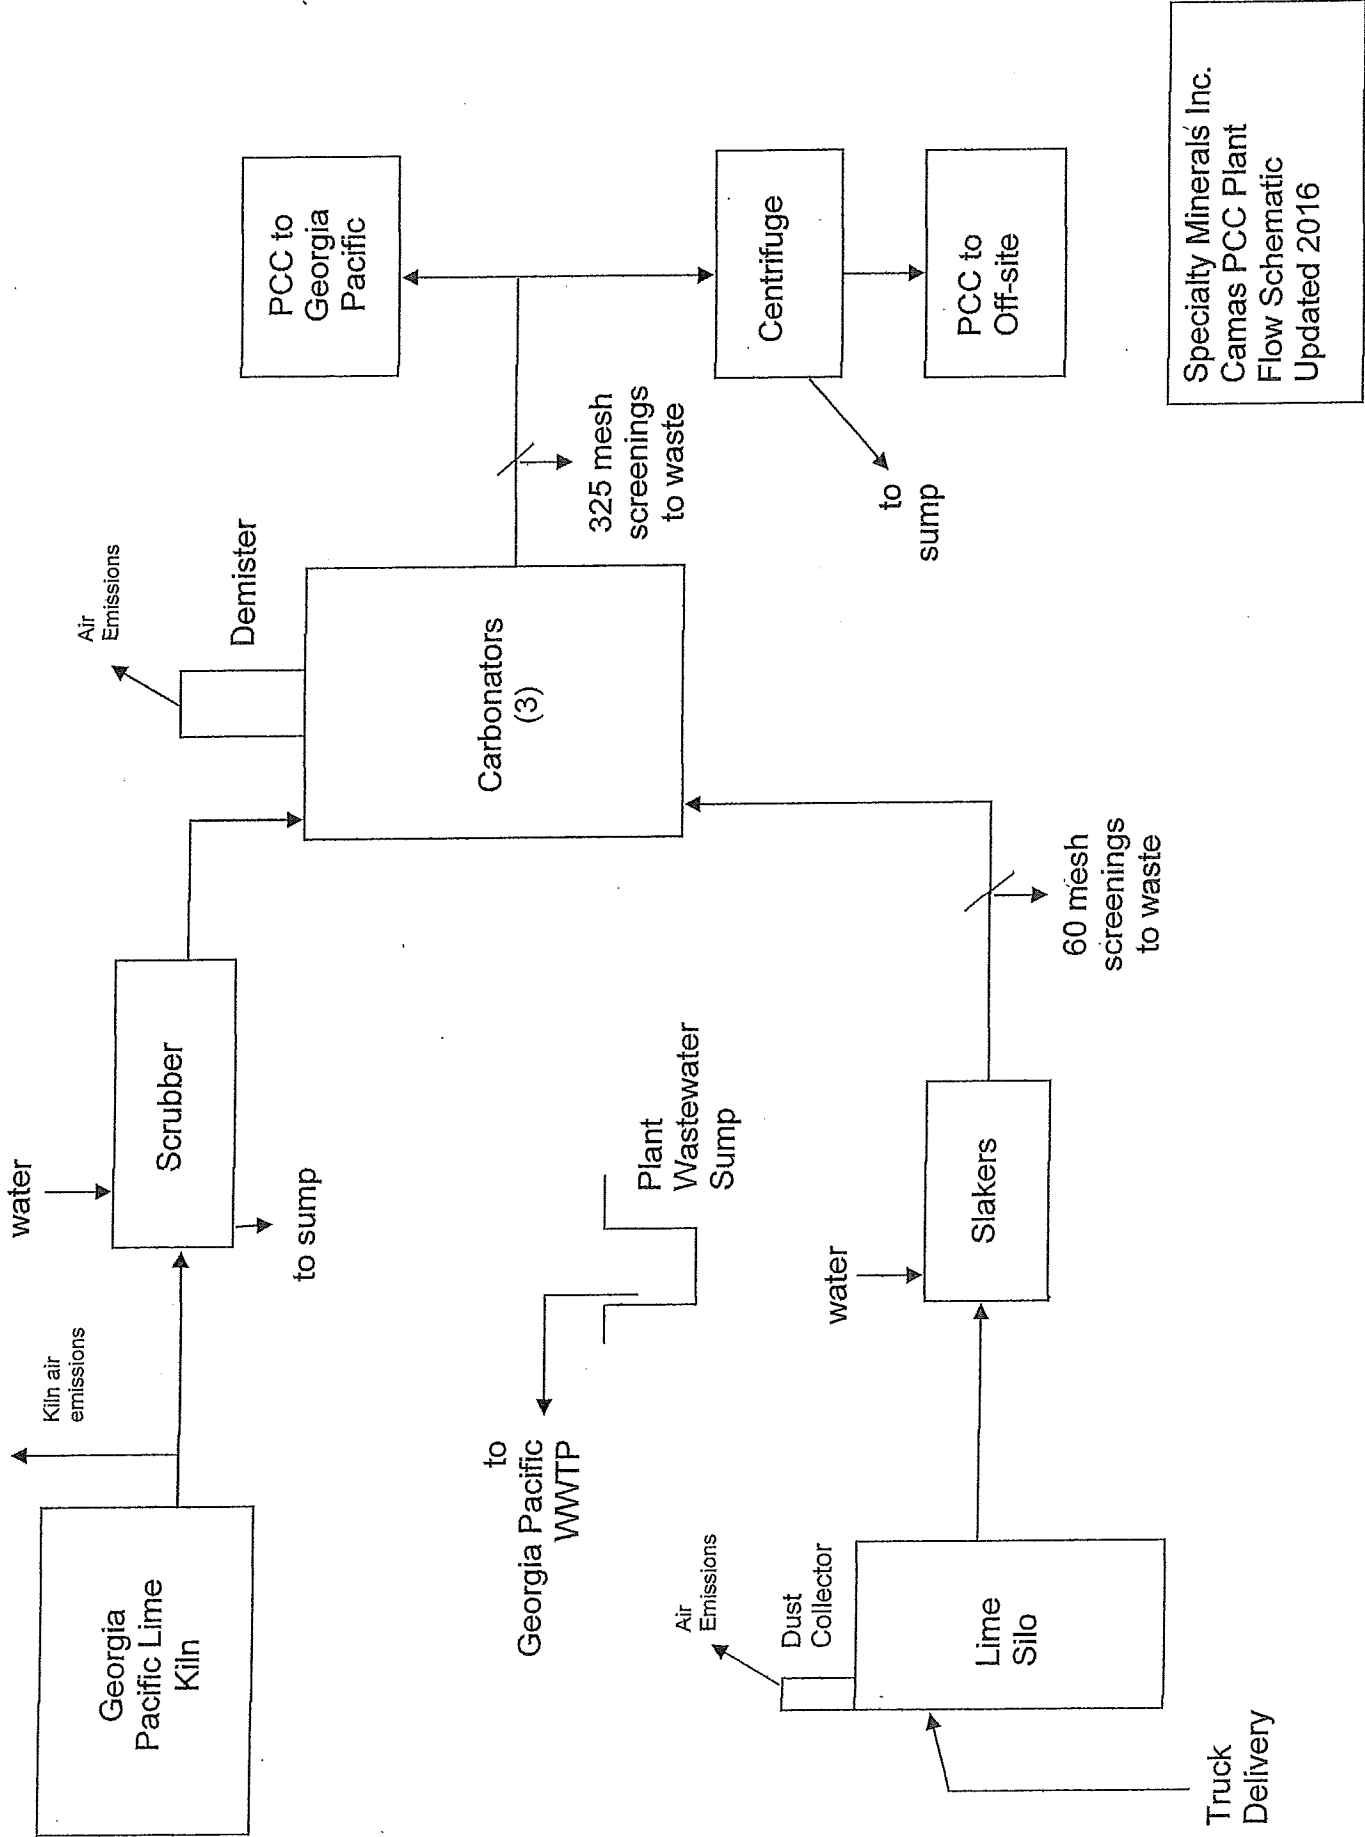 Georgia
Pacific Lime
Kiln
Kiln air
emissions
water
Scrubber
to sump
Air
Emissions
Demister
Carbonators
(3)
325 mesh
screenings
to waste
PCC to
Georgia
Pacific
Centrifuge
to
sump
PCC to
Off-site
to
Georgia Pacific
WWTP
Plant
Wastewater
Sump
Air
Emissions
Dust
Collector
Lime
Silo
Truck
Delivery
water
Slakers
60 mesh
screenings
to waste
Specialty Minerals Inc.
Camas PCC Plant
Flow Schematic
Updated 2016